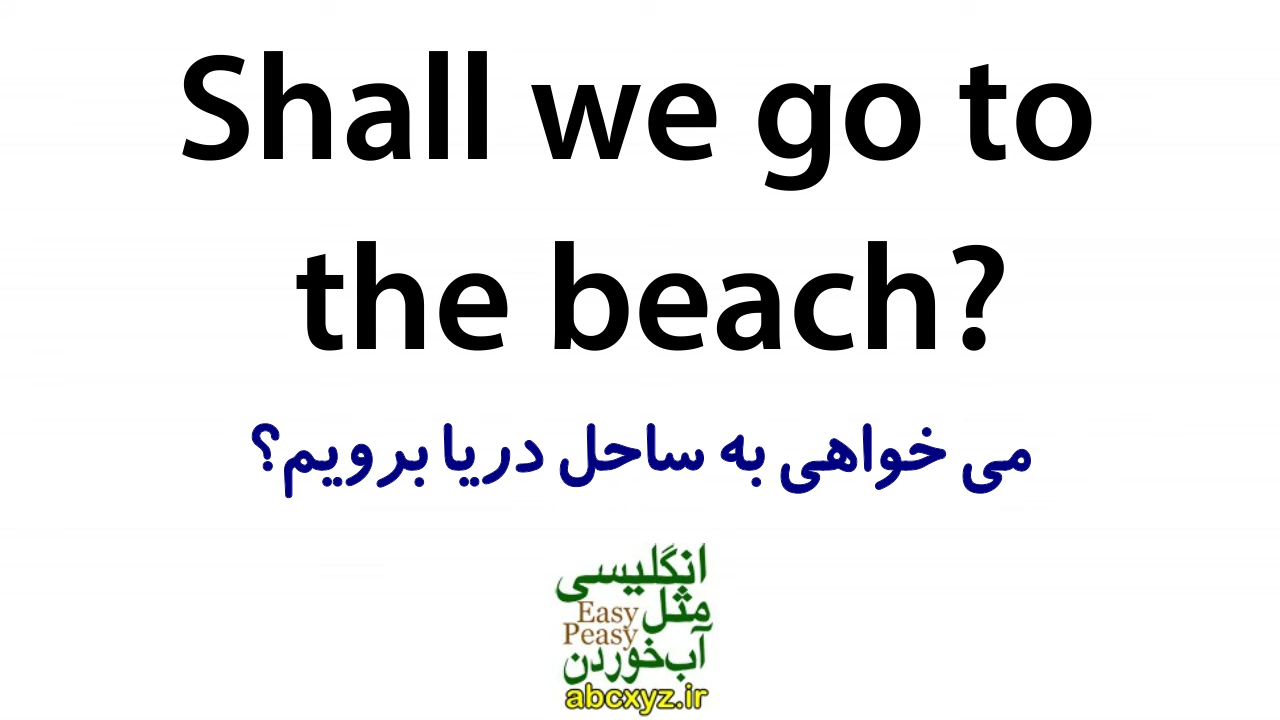 Shall we go to
the beach?
می خواهی به ساحل دریا برویم؟
انگلیسی
مثل
Easy
Peasy
آب خوردن
abcxyz.ir